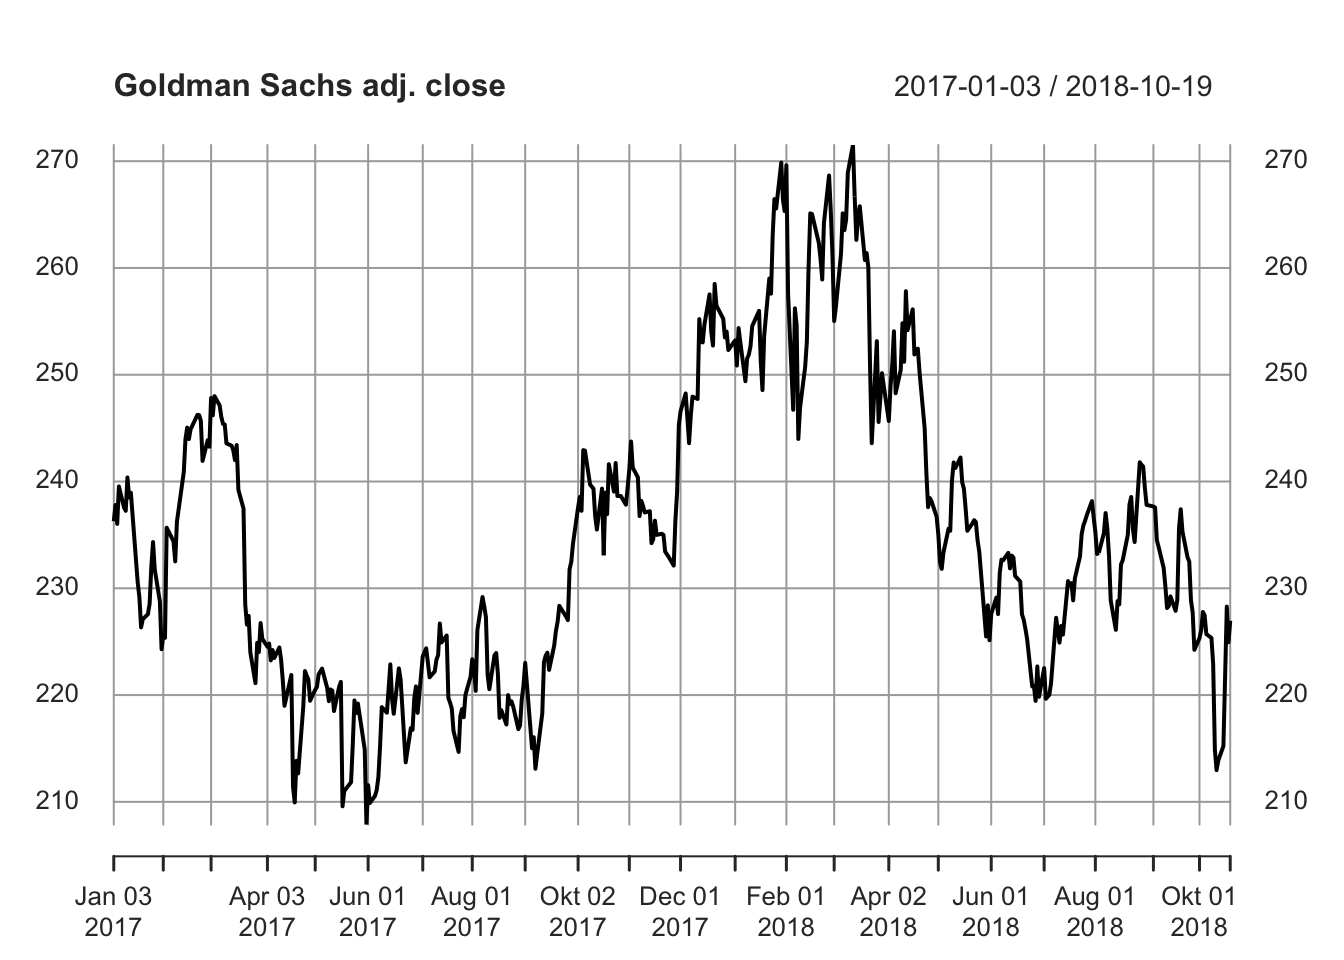 Goldman Sachs adj. close 2017-01-03 / 2018-10-19
270 270
260 260
250 250
240 240
230 230
220 220
210 210
Jan 03 Apr 03 Jun 01 Aug 01 Okt 02 Dec 01 Feb 01 Apr 02 Jun 01 Aug 01 Okt 01
2017 2017 2017 2017 2017 2017 2018 2018 2018 2018 2018